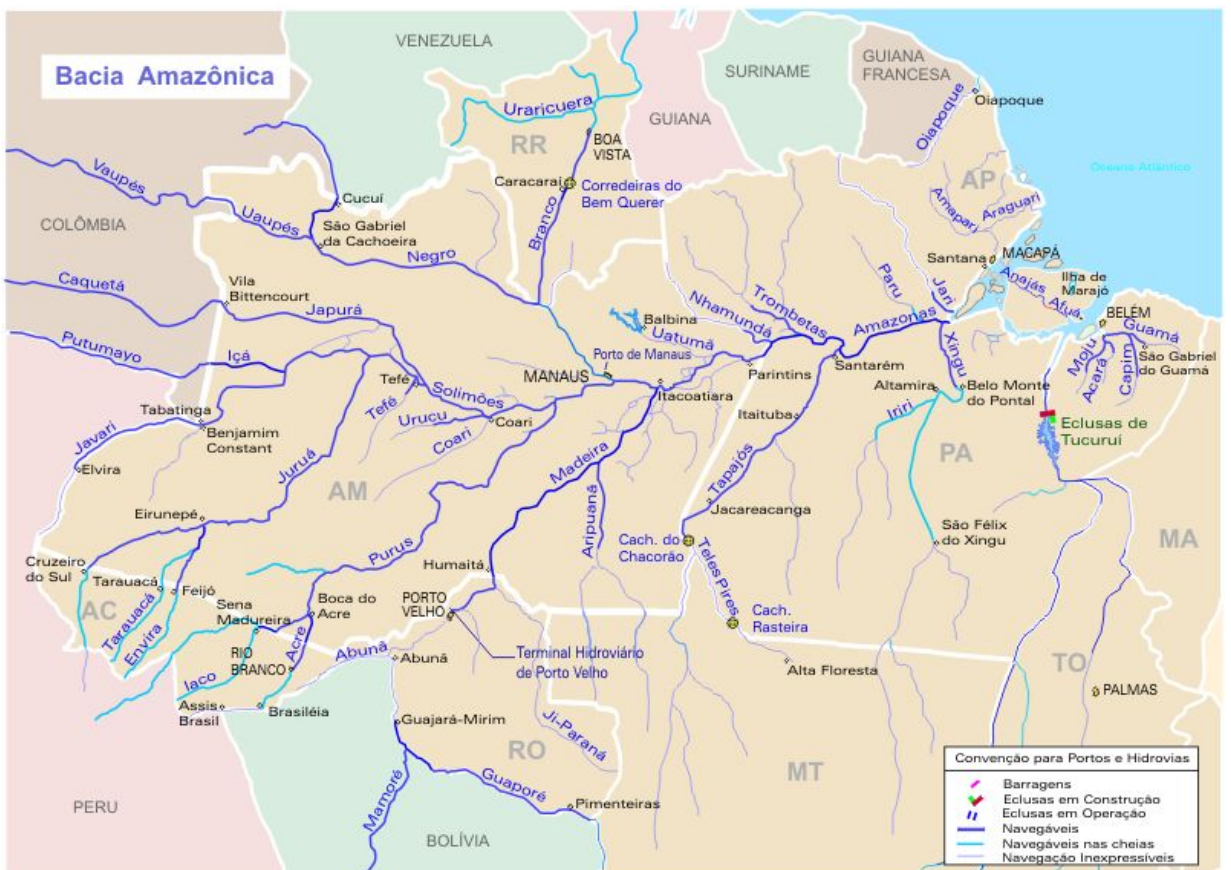 Bacia Amazônica
VENEZUELA
SURINAME
GUIANA
FRANCESA
GUIANA
COLÔMBIA
PERU
BOLÍVIA
Oceano Atlântico
RR
AP
AM
PA
MA
AC
RO
MT
TO
Oiapoque
Oiapoque
Uraricuera
BOA
VISTA
Caracaraí
Corredeiras do
Bem Querer
Branco
Vaupés
Uaupés
Cucuí
São Gabriel
da Cachoeira
Negro
Amapari
Araguari
Santana
MACAPÁ
Anajás
Ilha de
Marajó
Afuá
BELÉM
Guamá
Moju
Acará
Capim
São Gabriel
do Guamá
Caquetá
Vila
Bittencourt
Japurá
Balbina
Uatumã
Nhamundá
Trombetas
Paru
Jari
Amazonas
Xingu
Putumayo
Içá
Tefé
Tefé
Solimões
MANAUS
Porto de Manaus
Itacoatiara
Parintins
Santarém
Altamira
Belo Monte
do Pontal
Iriri
Itaituba
Eclusas de
Tucuruí
Tabatinga
Benjamim
Constant
Javari
Elvira
Urucu
Coari
Coari
Juruá
Madeira
Tapajós
Jacareacanga
Eirunepé
Purus
Aripuanã
Cach. do
Chacorão
São Félix
do Xingu
Cruzeiro
do Sul
Tarauacá
Feijó
Humaitá
Teles Pires
Cach.
Rasteira
Tarauacá
Envira
Sena
Madureira
Boca do
Acre
PORTO
VELHO
RIO
BRANCO
Acre
Abunã
Abunã
Terminal Hidroviário
de Porto Velho
Alta Floresta
PALMAS
Iaco
Assis
Brasil
Brasiléia
Guajará-Mirim
Ji-Paraná
Guaporé
Mamoré
Pimenteiras
Convenção para Portos e Hidrovias
Barragens
Eclusas em Construção
Eclusas em Operação
Navegáveis
Navegáveis nas cheias
Navegação Inexpressíveis